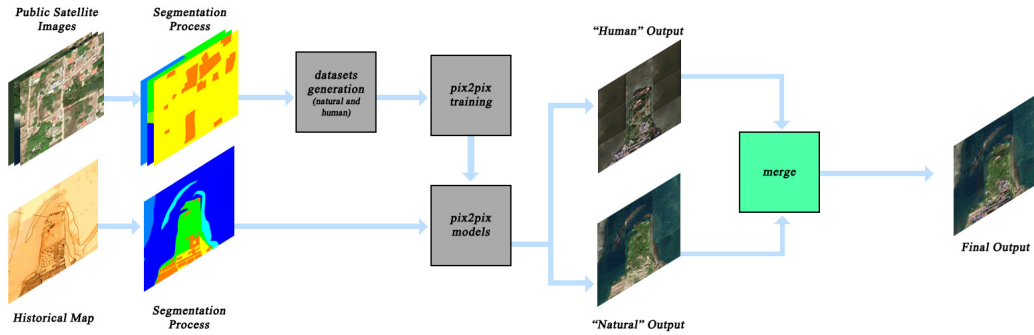 Public Satellite
Images
Segmentation
Process
datasets
generation
(natural and
human)
pix2pix
training
"Human" Output
pix2pix
models
merge
Historical Map
Segmentation
Process
"Natural" Output
Final Output